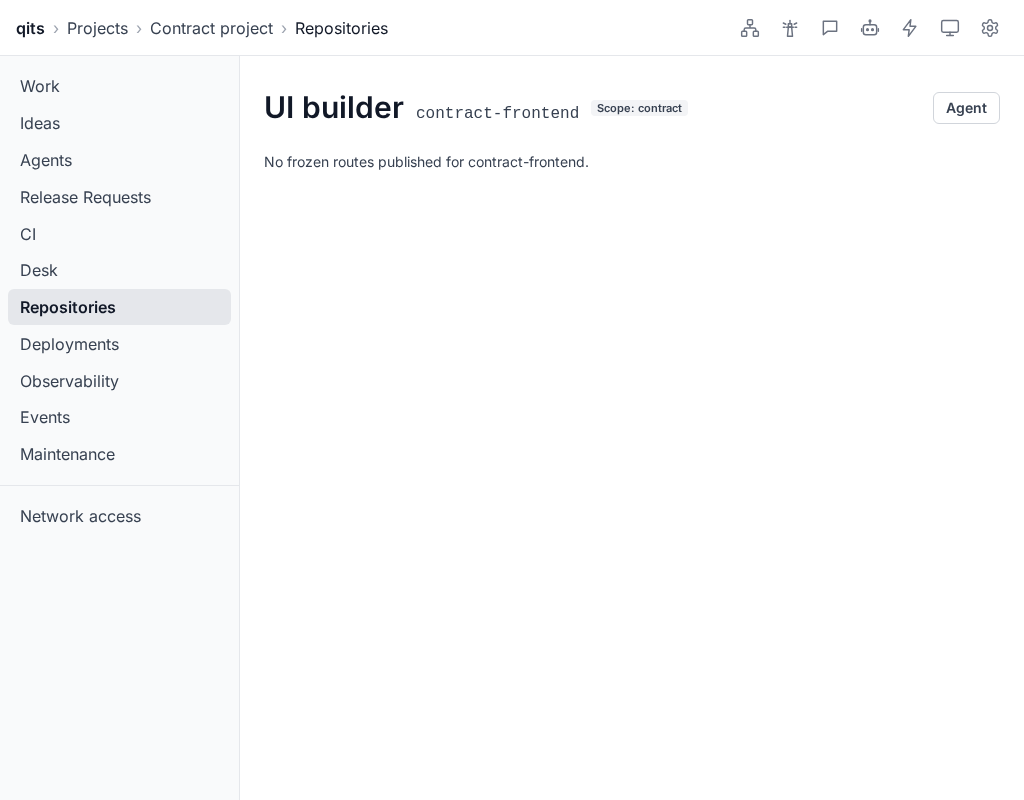 qits › Projects › Contract project › Repositories
Work
Ideas
Agents
Release Requests
CI
Desk
Repositories
Deployments
Observability
Events
Maintenance
Network access
UI builder contract-frontend Scope: contract
Agent
No frozen routes published for contract-frontend.